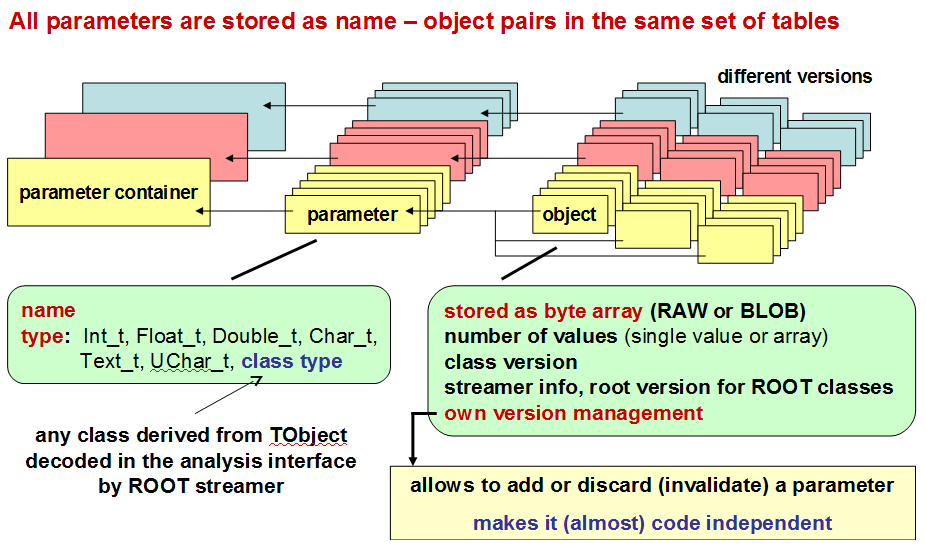 All parameters are stored as name – object pairs in the same set of tables
different versions
parameter container
parameter
object
name
type: Int_t, Float_t, Double_t, Char_t,
Text_t, UChar_t, class type
any class derived from TObject
decoded in the analysis interface
by ROOT streamer
stored as byte array (RAW or BLOB)
number of values (single value or array)
class version
streamer info, root version for ROOT classes
own version management
allows to add or discard (invalidate) a parameter
makes it (almost) code independent